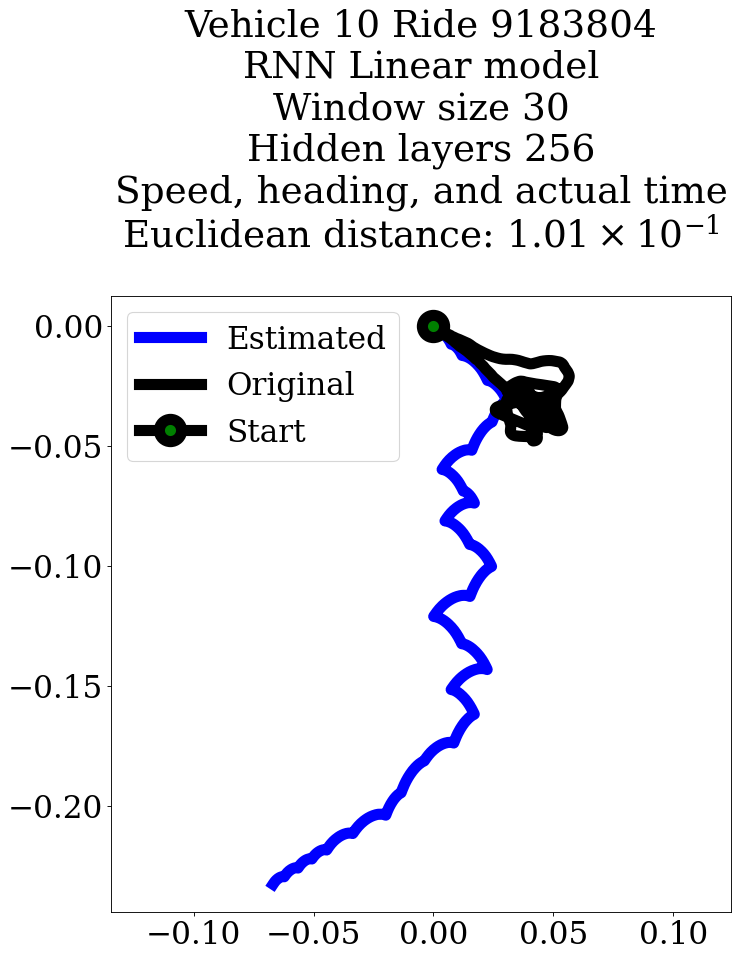 Vehicle 10 Ride 9183804
RNN Linear model
Window size 30
Hidden layers 256
Speed, heading, and actual time
Euclidean distance: 1.01 × 10⁻¹
Estimated
Original
Start
0.00
−0.05
−0.10
−0.15
−0.20
−0.10 −0.05 0.00 0.05 0.10